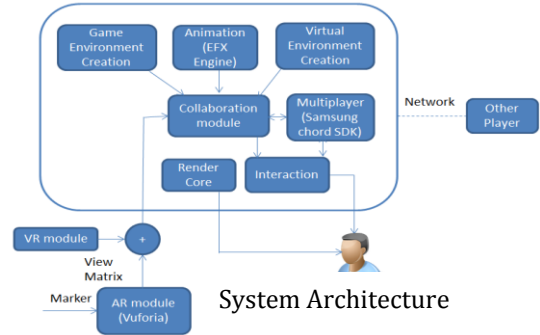 Game
Environment
Creation
Animation
(EFX
Engine)
Virtual
Environment
Creation
Collaboration
module
Multiplayer
(Samsung
chord SDK)
Network
Other
Player
Render
Core
Interaction
VR module
+
View
Matrix
Marker
AR module
(Vuforia)
System Architecture